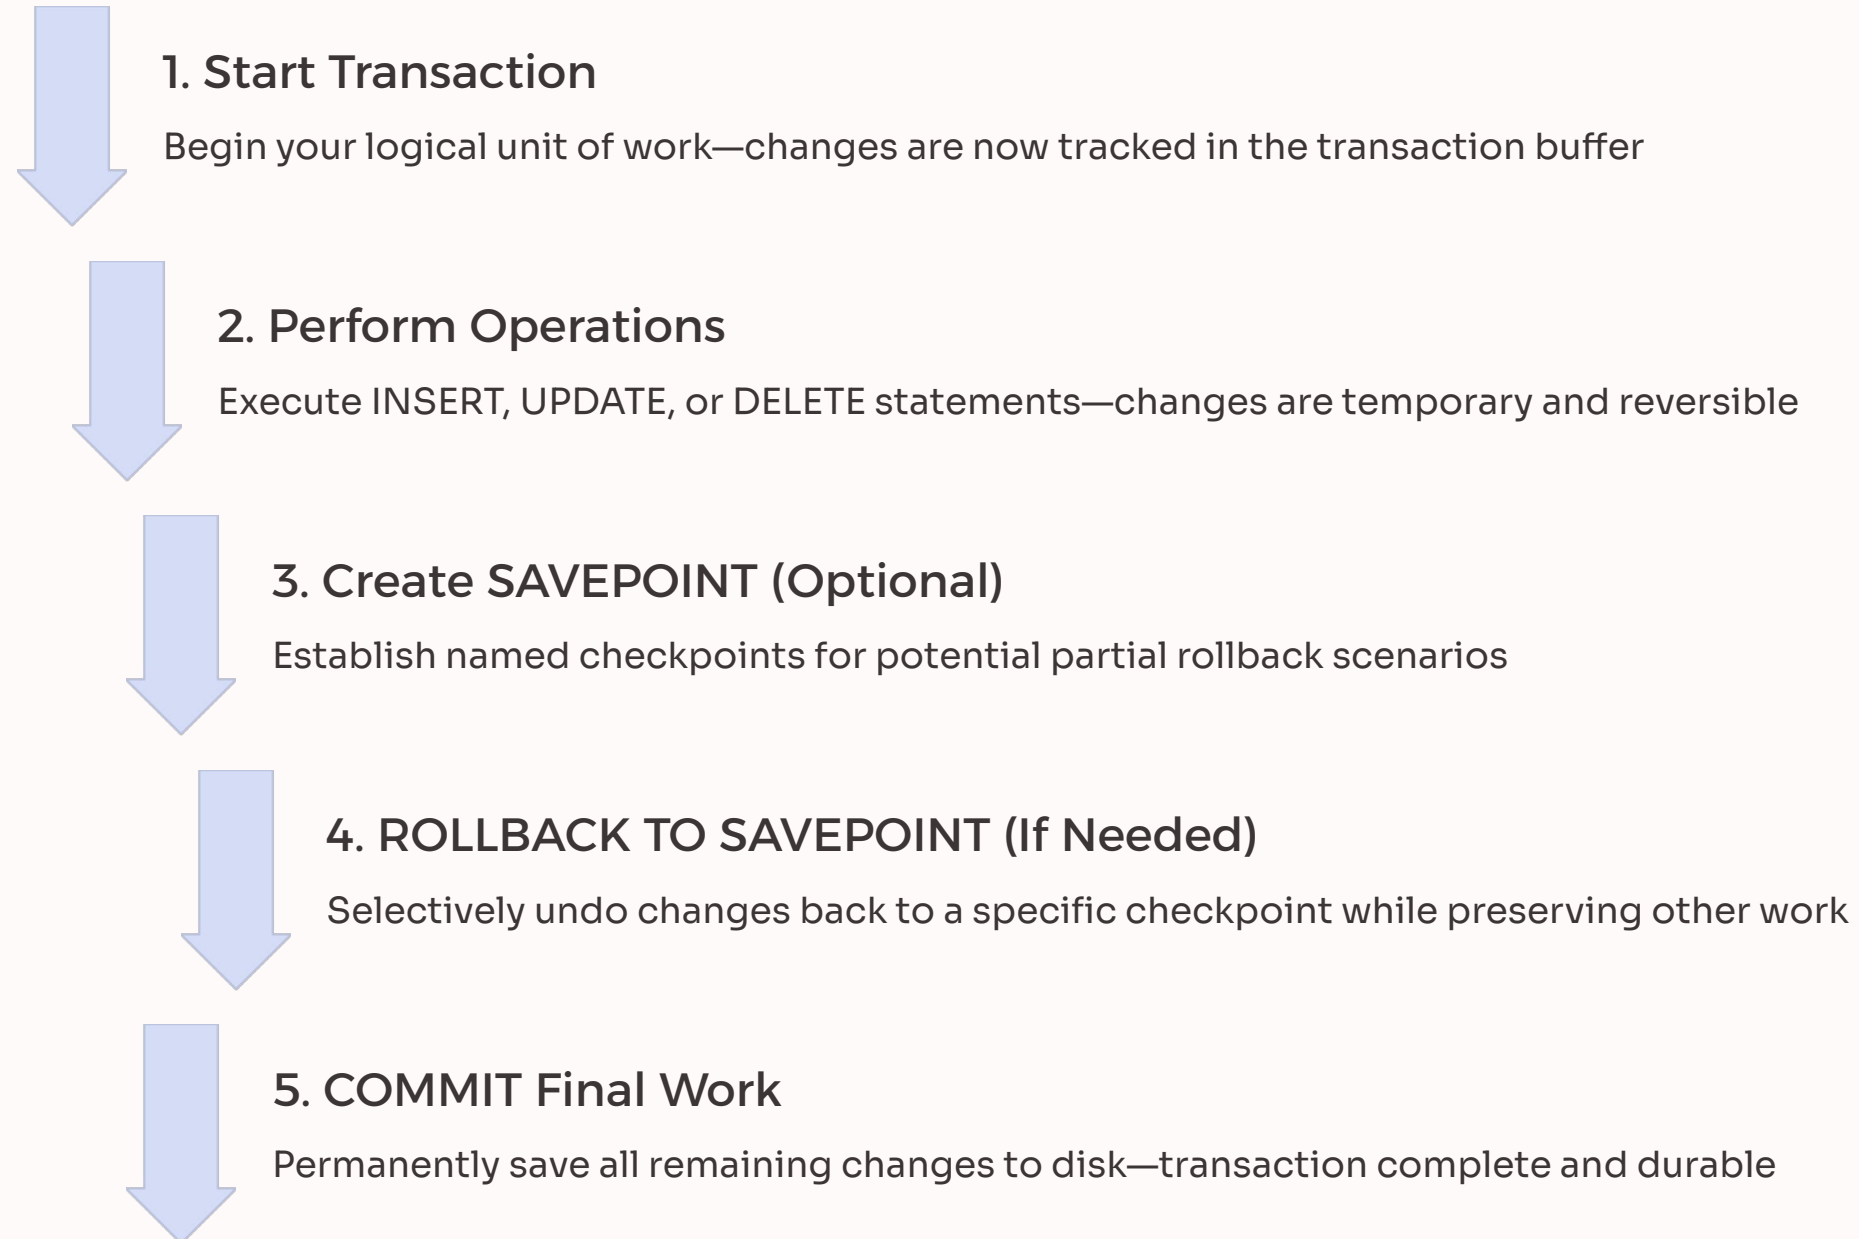 1. Start Transaction
Begin your logical unit of work—changes are now tracked in the transaction buffer
2. Perform Operations
Execute INSERT, UPDATE, or DELETE statements—changes are temporary and reversible
3. Create SAVEPOINT (Optional)
Establish named checkpoints for potential partial rollback scenarios
4. ROLLBACK TO SAVEPOINT (If Needed)
Selectively undo changes back to a specific checkpoint while preserving other work
5. COMMIT Final Work
Permanently save all remaining changes to disk—transaction complete and durable